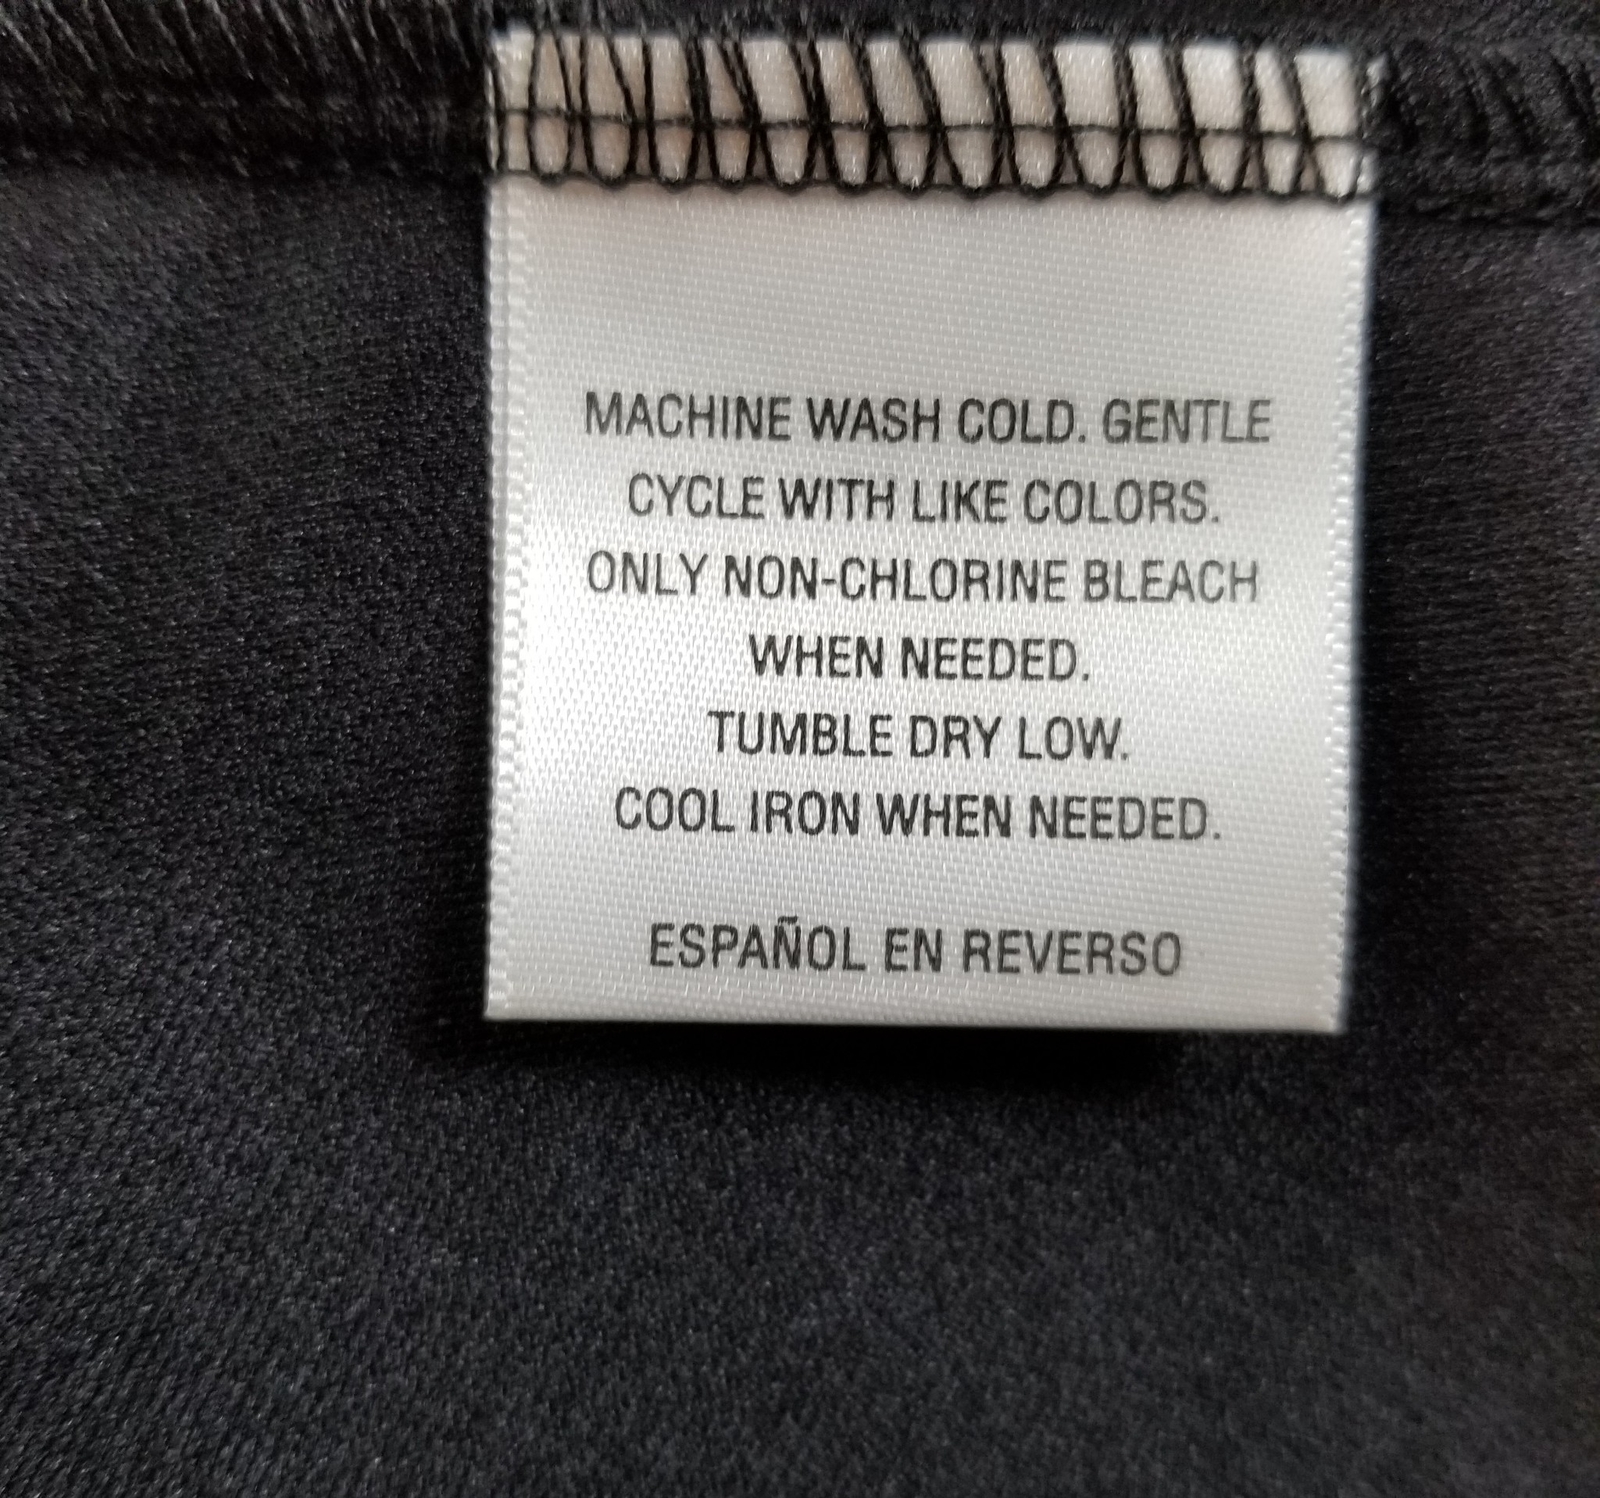 MACHINE WASH COLD. GENTLE
CYCLE WITH LIKE COLORS.
ONLY NON-CHLORINE BLEACH
WHEN NEEDED.
TUMBLE DRY LOW.
COOL IRON WHEN NEEDED.
ESPAÑOL EN REVERSO